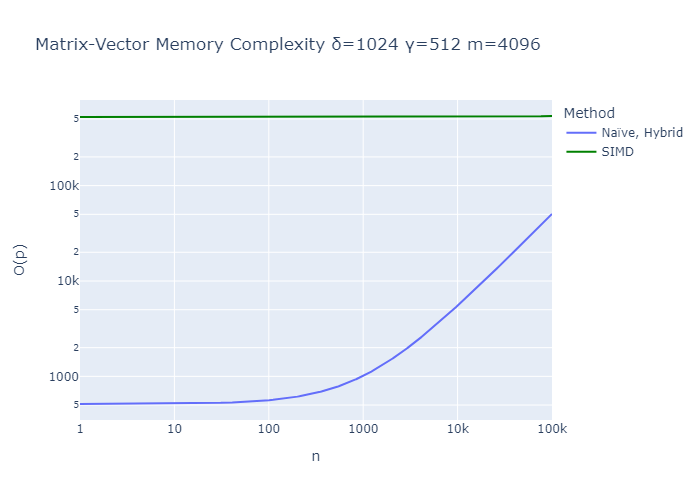 Matrix-Vector Memory Complexity δ=1024 γ=512 m=4096
Method
Naïve, Hybrid
SIMD
5
2
100k
5
2
10k
5
2
1000
5
O(p)
1
10
100
1000
10k
100k
n